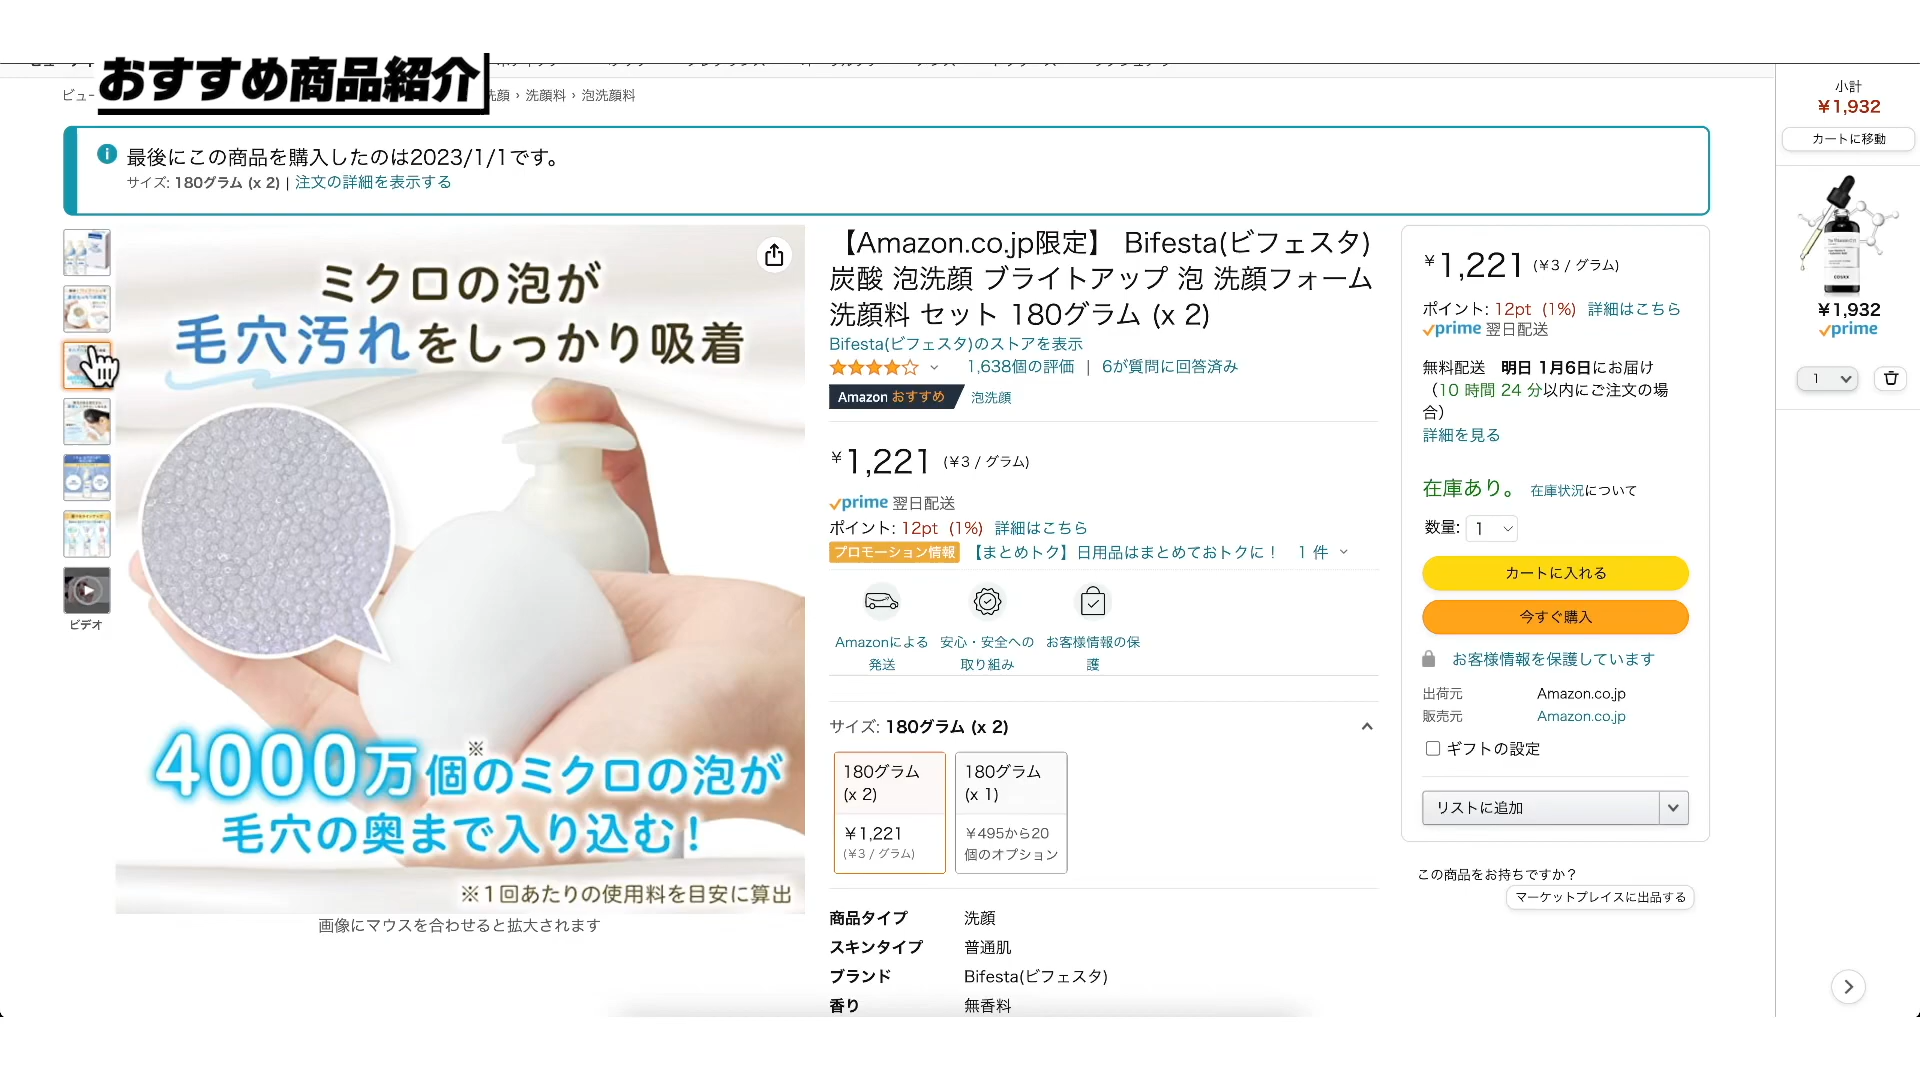 おすすめ商品紹介
ビュー
洗顔 › 洗顔料 › 泡洗顔料
最後にこの商品を購入したのは2023/1/1です。
サイズ: 180グラム (x 2) | 注文の詳細を表示する
ミクロの泡が
毛穴汚れをしっかり吸着
4000万※個のミクロの泡が
毛穴の奥まで入り込む！
※１回あたりの使用料を目安に算出
画像にマウスを合わせると拡大されます
ビデオ
【Amazon.co.jp限定】 Bifesta(ビフェスタ)
炭酸 泡洗顔 ブライトアップ 泡 洗顔フォーム
洗顔料 セット 180グラム (x 2)
Bifesta(ビフェスタ)のストアを表示
1,638個の評価 | 6が質問に回答済み
Amazon おすすめ 泡洗顔
￥1,221 (￥3 / グラム)
prime 翌日配送
ポイント: 12pt (1%) 詳細はこちら
プロモーション情報 【まとめトク】日用品はまとめておトクに！ 1 件
Amazonによる発送
安心・安全への取り組み
お客様情報の保護
サイズ: 180グラム (x 2)
180グラム
(x 2)
￥1,221
(￥3 / グラム)
180グラム
(x 1)
￥495から20
個のオプション
商品タイプ 洗顔
スキンタイプ 普通肌
ブランド Bifesta(ビフェスタ)
香り 無香料
￥1,221 (￥3 / グラム)
ポイント: 12pt (1%) 詳細はこちら
prime 翌日配送
無料配送 明日 1月6日にお届け
（10 時間 24 分以内にご注文の場
合）
詳細を見る
在庫あり。 在庫状況について
数量: 1
カートに入れる
今すぐ購入
お客様情報を保護しています
出荷元 Amazon.co.jp
販売元 Amazon.co.jp
ギフトの設定
リストに追加
この商品をお持ちですか？
マーケットプレイスに出品する
小計
￥1,932
カートに移動
￥1,932
prime
1